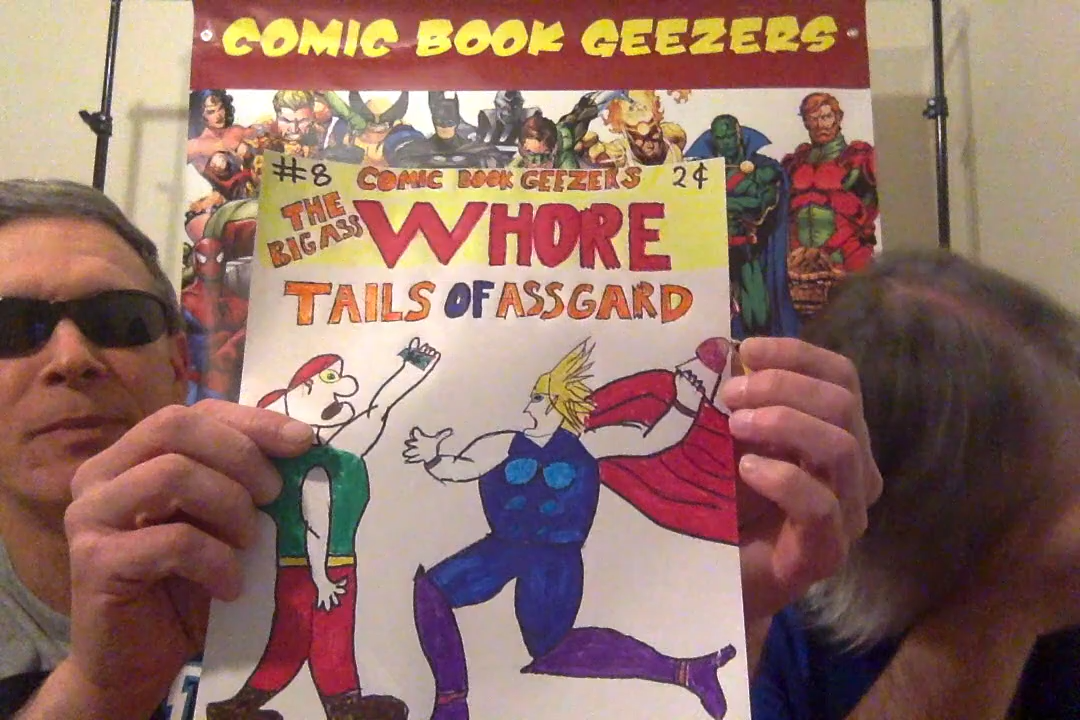 COMIC BOOK GEEZERS
#8 COMIC BOOK GEEZERS 2¢
THE BIG ASS WHORE
TAILS OF ASSGARD